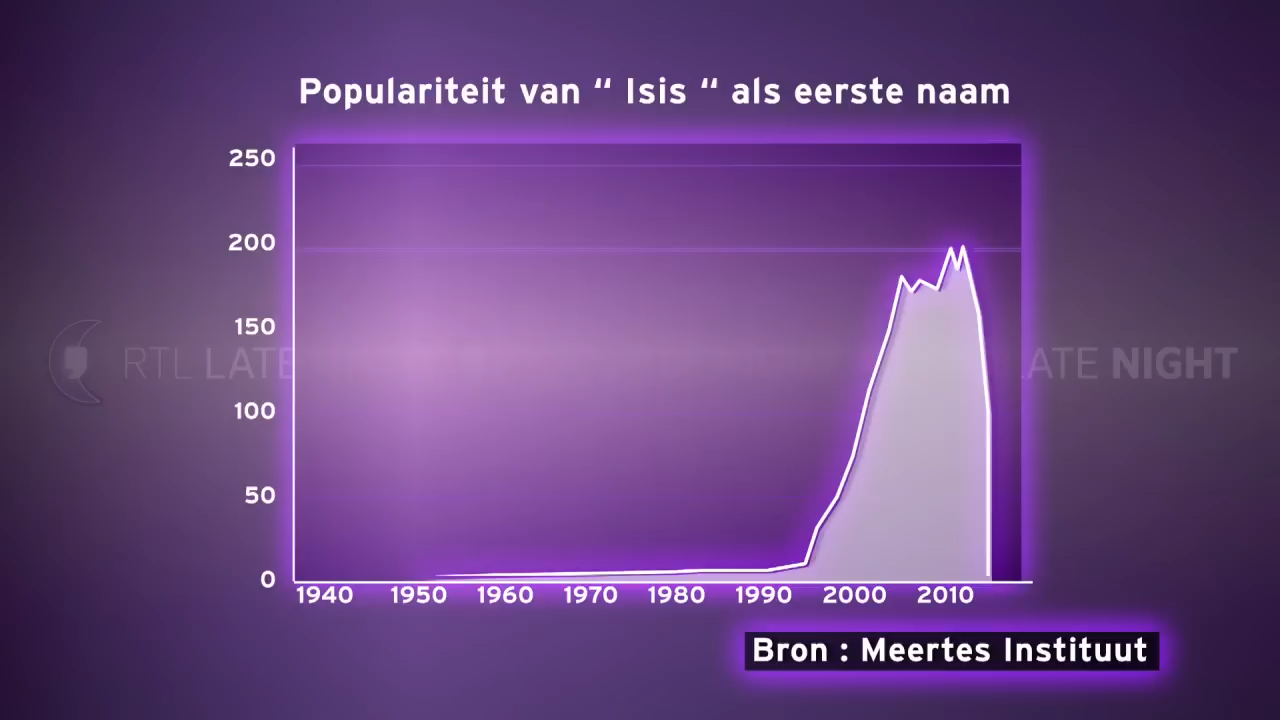 Populariteit van “ Isis “ als eerste naam
250
200
150
100
50
0
1940 1950 1960 1970 1980 1990 2000 2010
RTL LATE
LATE NIGHT
Bron : Meertes Instituut